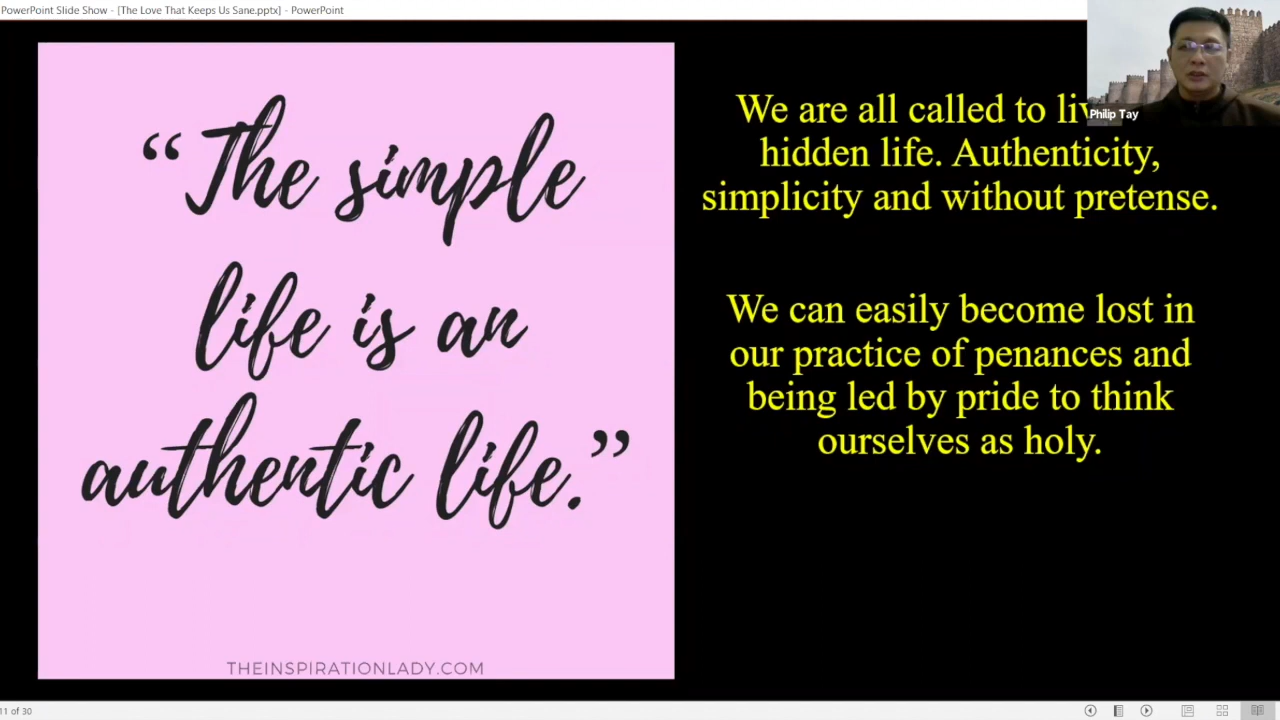 PowerPoint Slide Show - [The Love That Keeps Us Sane.pptx] - PowerPoint
“The simple
life is an
authentic life.”
THEINSPIRATIONLADY.COM
We are all called to
hidden life. Authenticity,
simplicity and without pretense.
We can easily become lost in
our practice of penances and
being led by pride to think
ourselves as holy.
Philip Tay
11 of 30